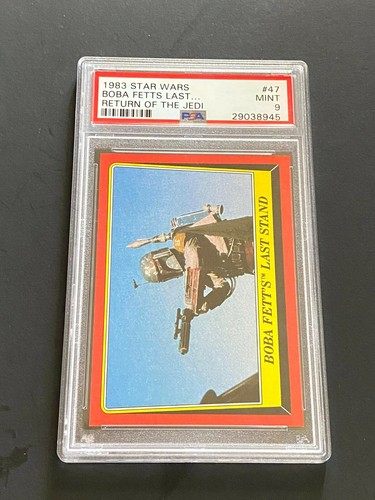 1983 STAR WARS #47
BOBA FETTS LAST... MINT
RETURN OF THE JEDI 9
PSA 29038945
BOBA FETT'S™ LAST STAND